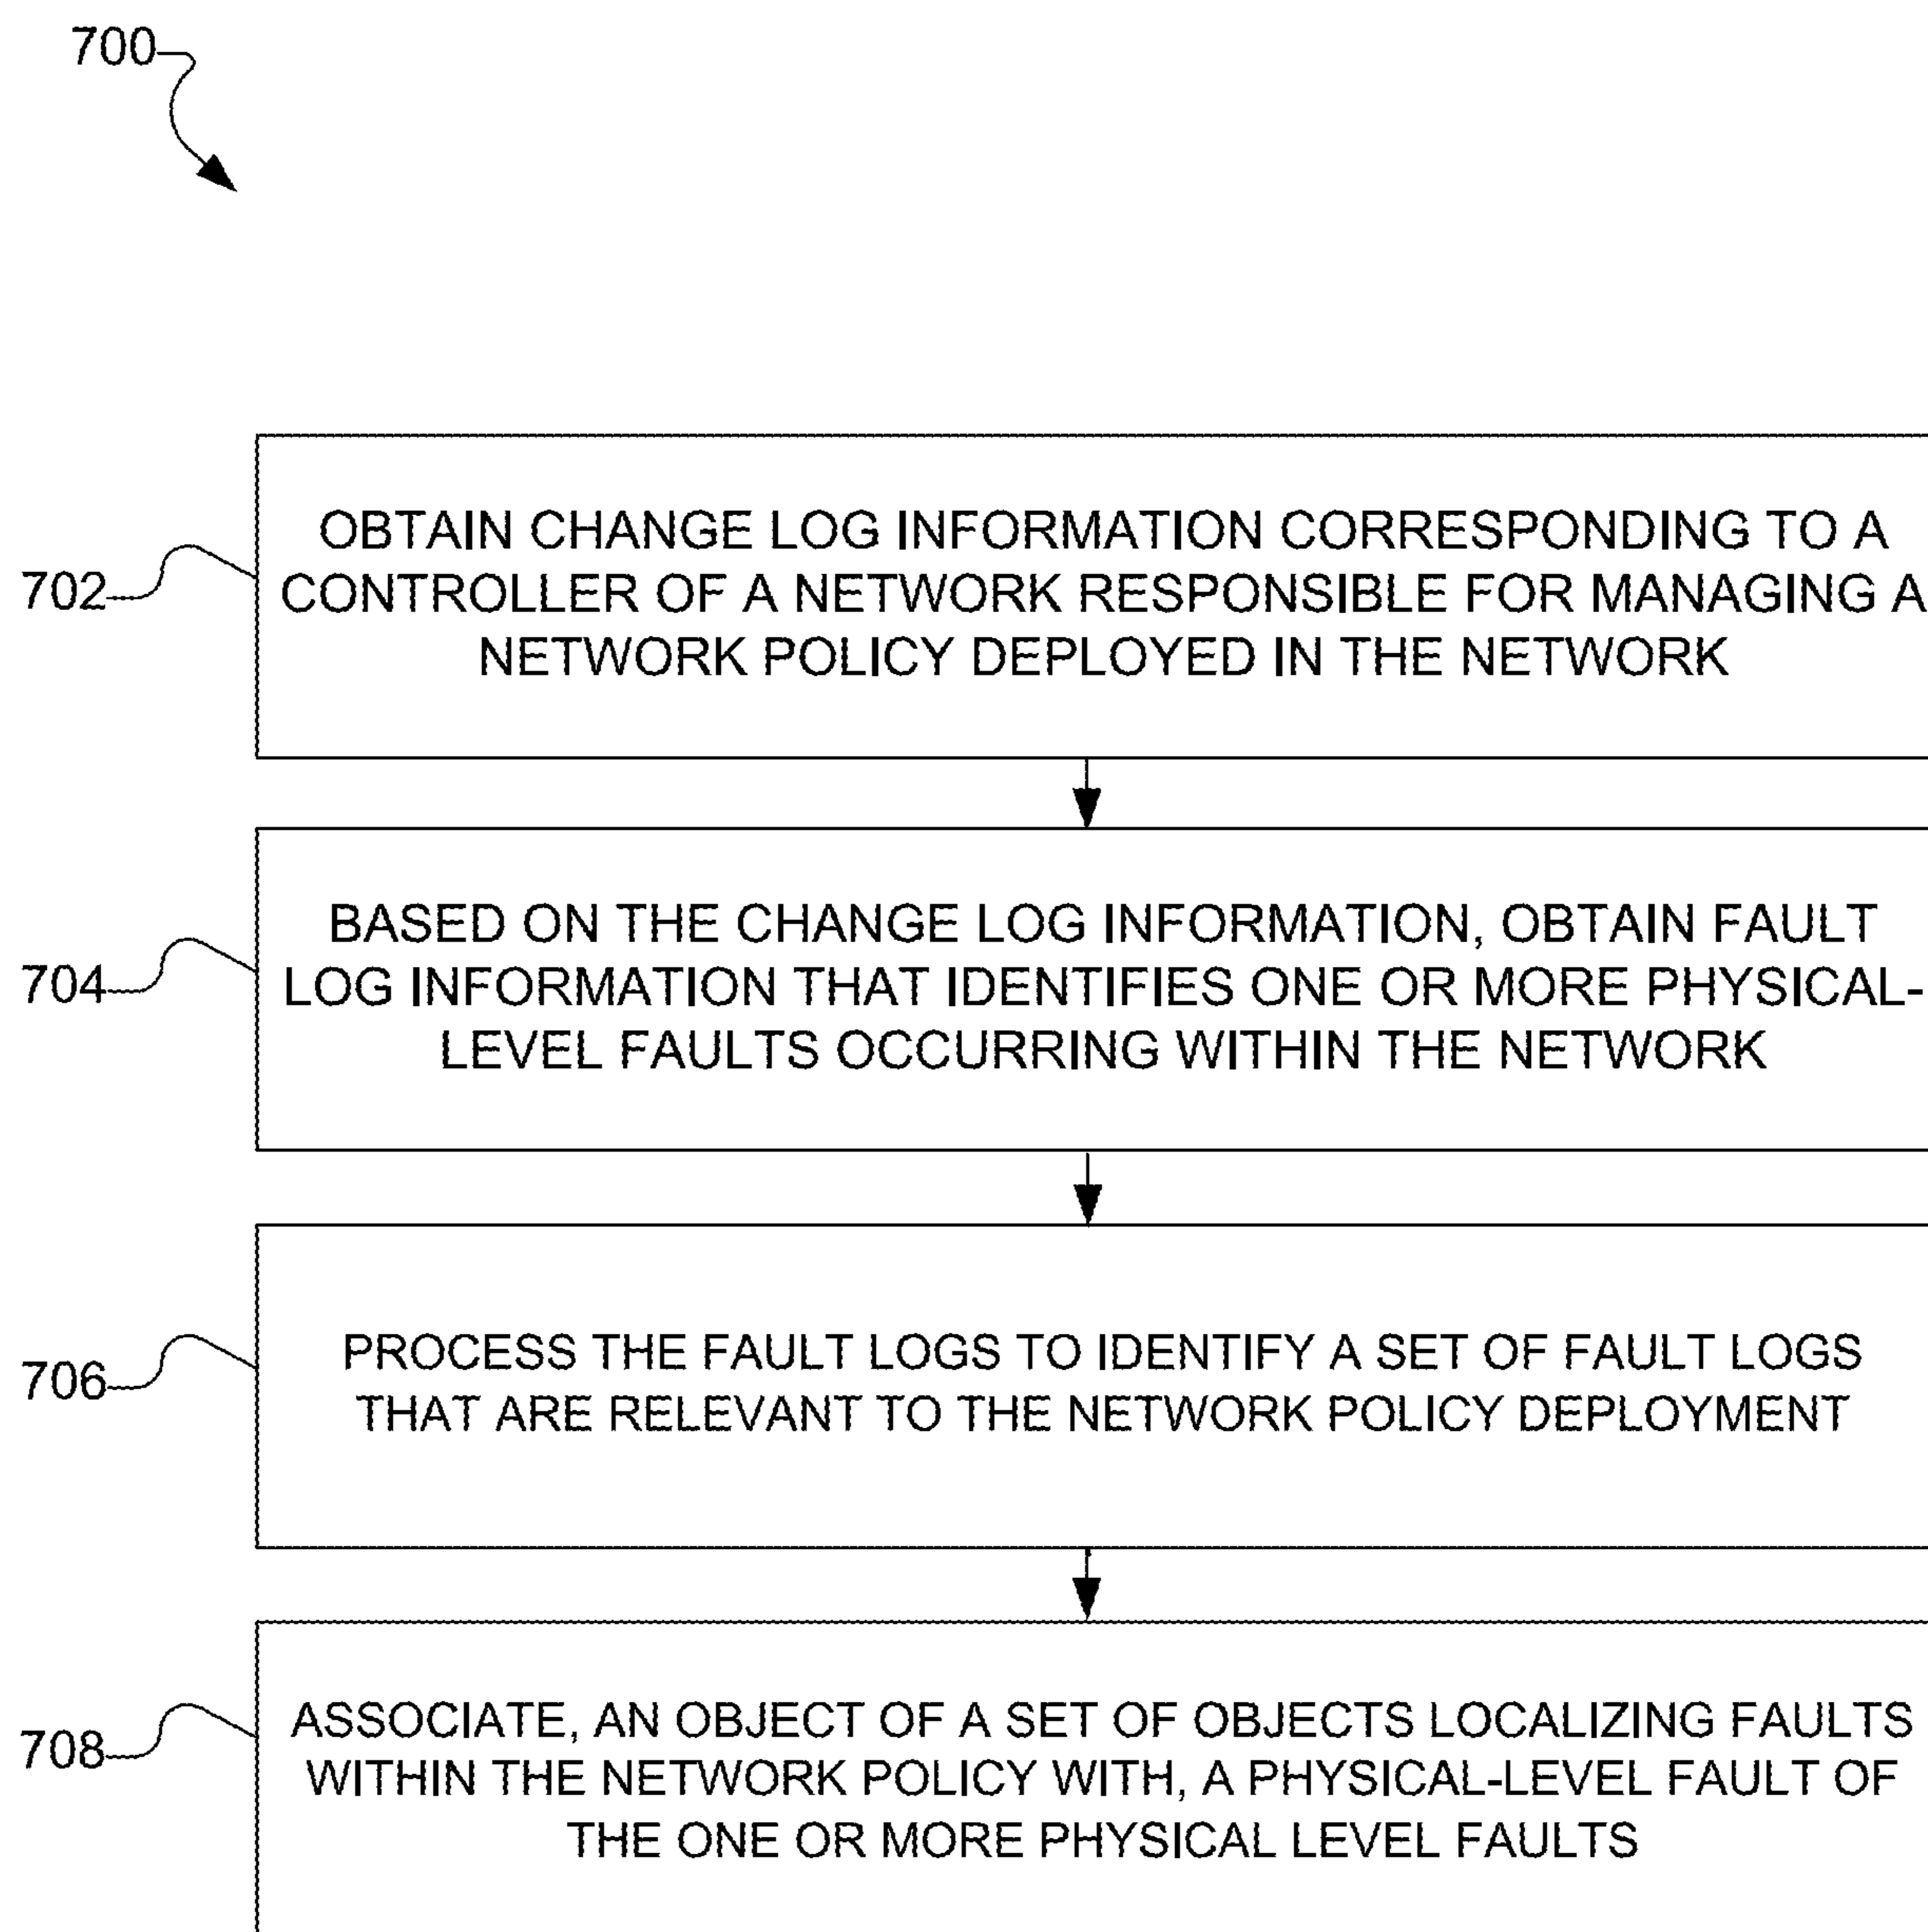 700
702
OBTAIN CHANGE LOG INFORMATION CORRESPONDING TO A
CONTROLLER OF A NETWORK RESPONSIBLE FOR MANAGING A
NETWORK POLICY DEPLOYED IN THE NETWORK
704
BASED ON THE CHANGE LOG INFORMATION, OBTAIN FAULT
LOG INFORMATION THAT IDENTIFIES ONE OR MORE PHYSICAL-
LEVEL FAULTS OCCURRING WITHIN THE NETWORK
706
PROCESS THE FAULT LOGS TO IDENTIFY A SET OF FAULT LOGS
THAT ARE RELEVANT TO THE NETWORK POLICY DEPLOYMENT
708
ASSOCIATE, AN OBJECT OF A SET OF OBJECTS LOCALIZING FAULTS
WITHIN THE NETWORK POLICY WITH, A PHYSICAL-LEVEL FAULT OF
THE ONE OR MORE PHYSICAL LEVEL FAULTS